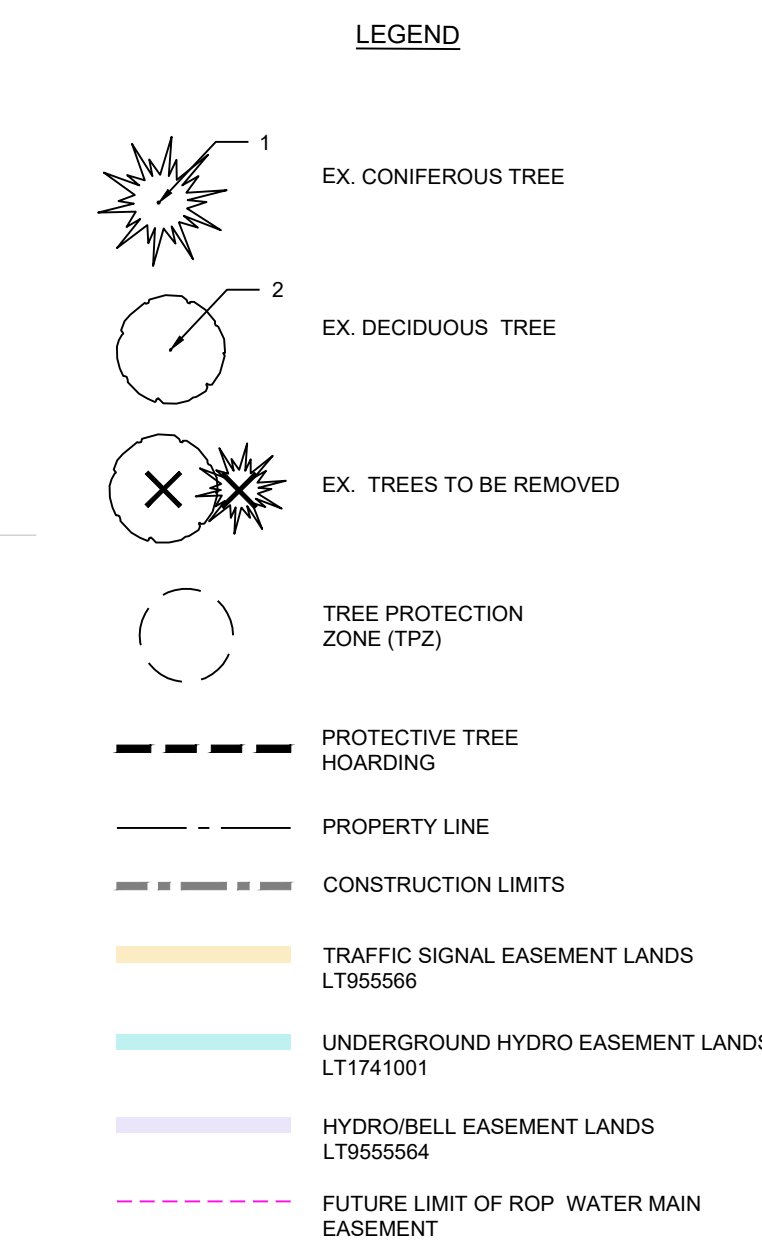 LEGEND
1
EX. CONIFEROUS TREE
2
EX. DECIDUOUS TREE
EX. TREES TO BE REMOVED
TREE PROTECTION
ZONE (TPZ)
PROTECTIVE TREE
HOARDING
PROPERTY LINE
CONSTRUCTION LIMITS
TRAFFIC SIGNAL EASEMENT LANDS
LT955566
UNDERGROUND HYDRO EASEMENT LANDS
LT1741001
HYDRO/BELL EASEMENT LANDS
LT9555564
FUTURE LIMIT OF ROP WATER MAIN
EASEMENT